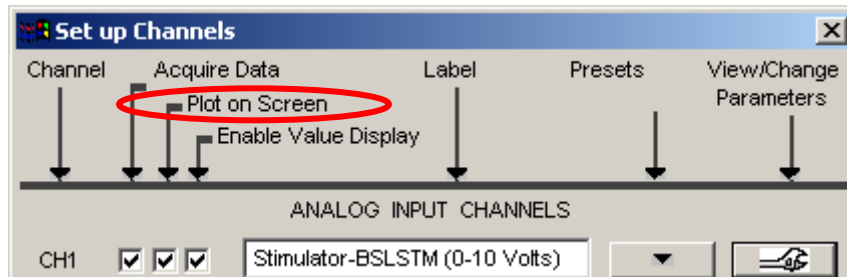 Set up Channels
Channel Acquire Data Label Presets View/Change
Plot on Screen Parameters
Enable Value Display
ANALOG INPUT CHANNELS
CH1 Stimulator-BSLSTM (0-10 Volts)